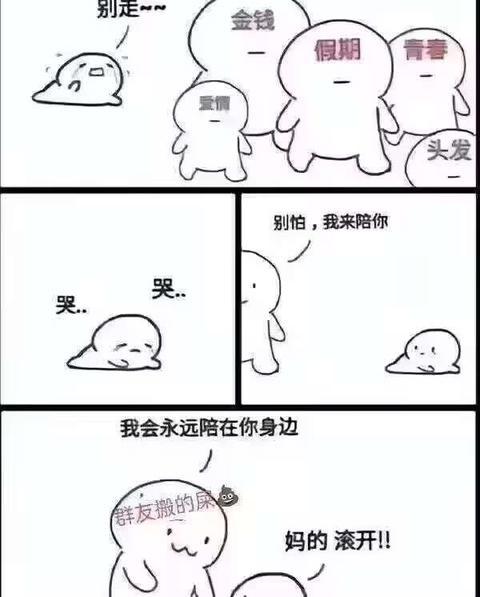 别走~~
金钱
假期
青春
爱情
头发
哭..
哭..
别怕，我来陪你
我会永远陪在你身边
群友搬的屎💩
妈的 滚开!!